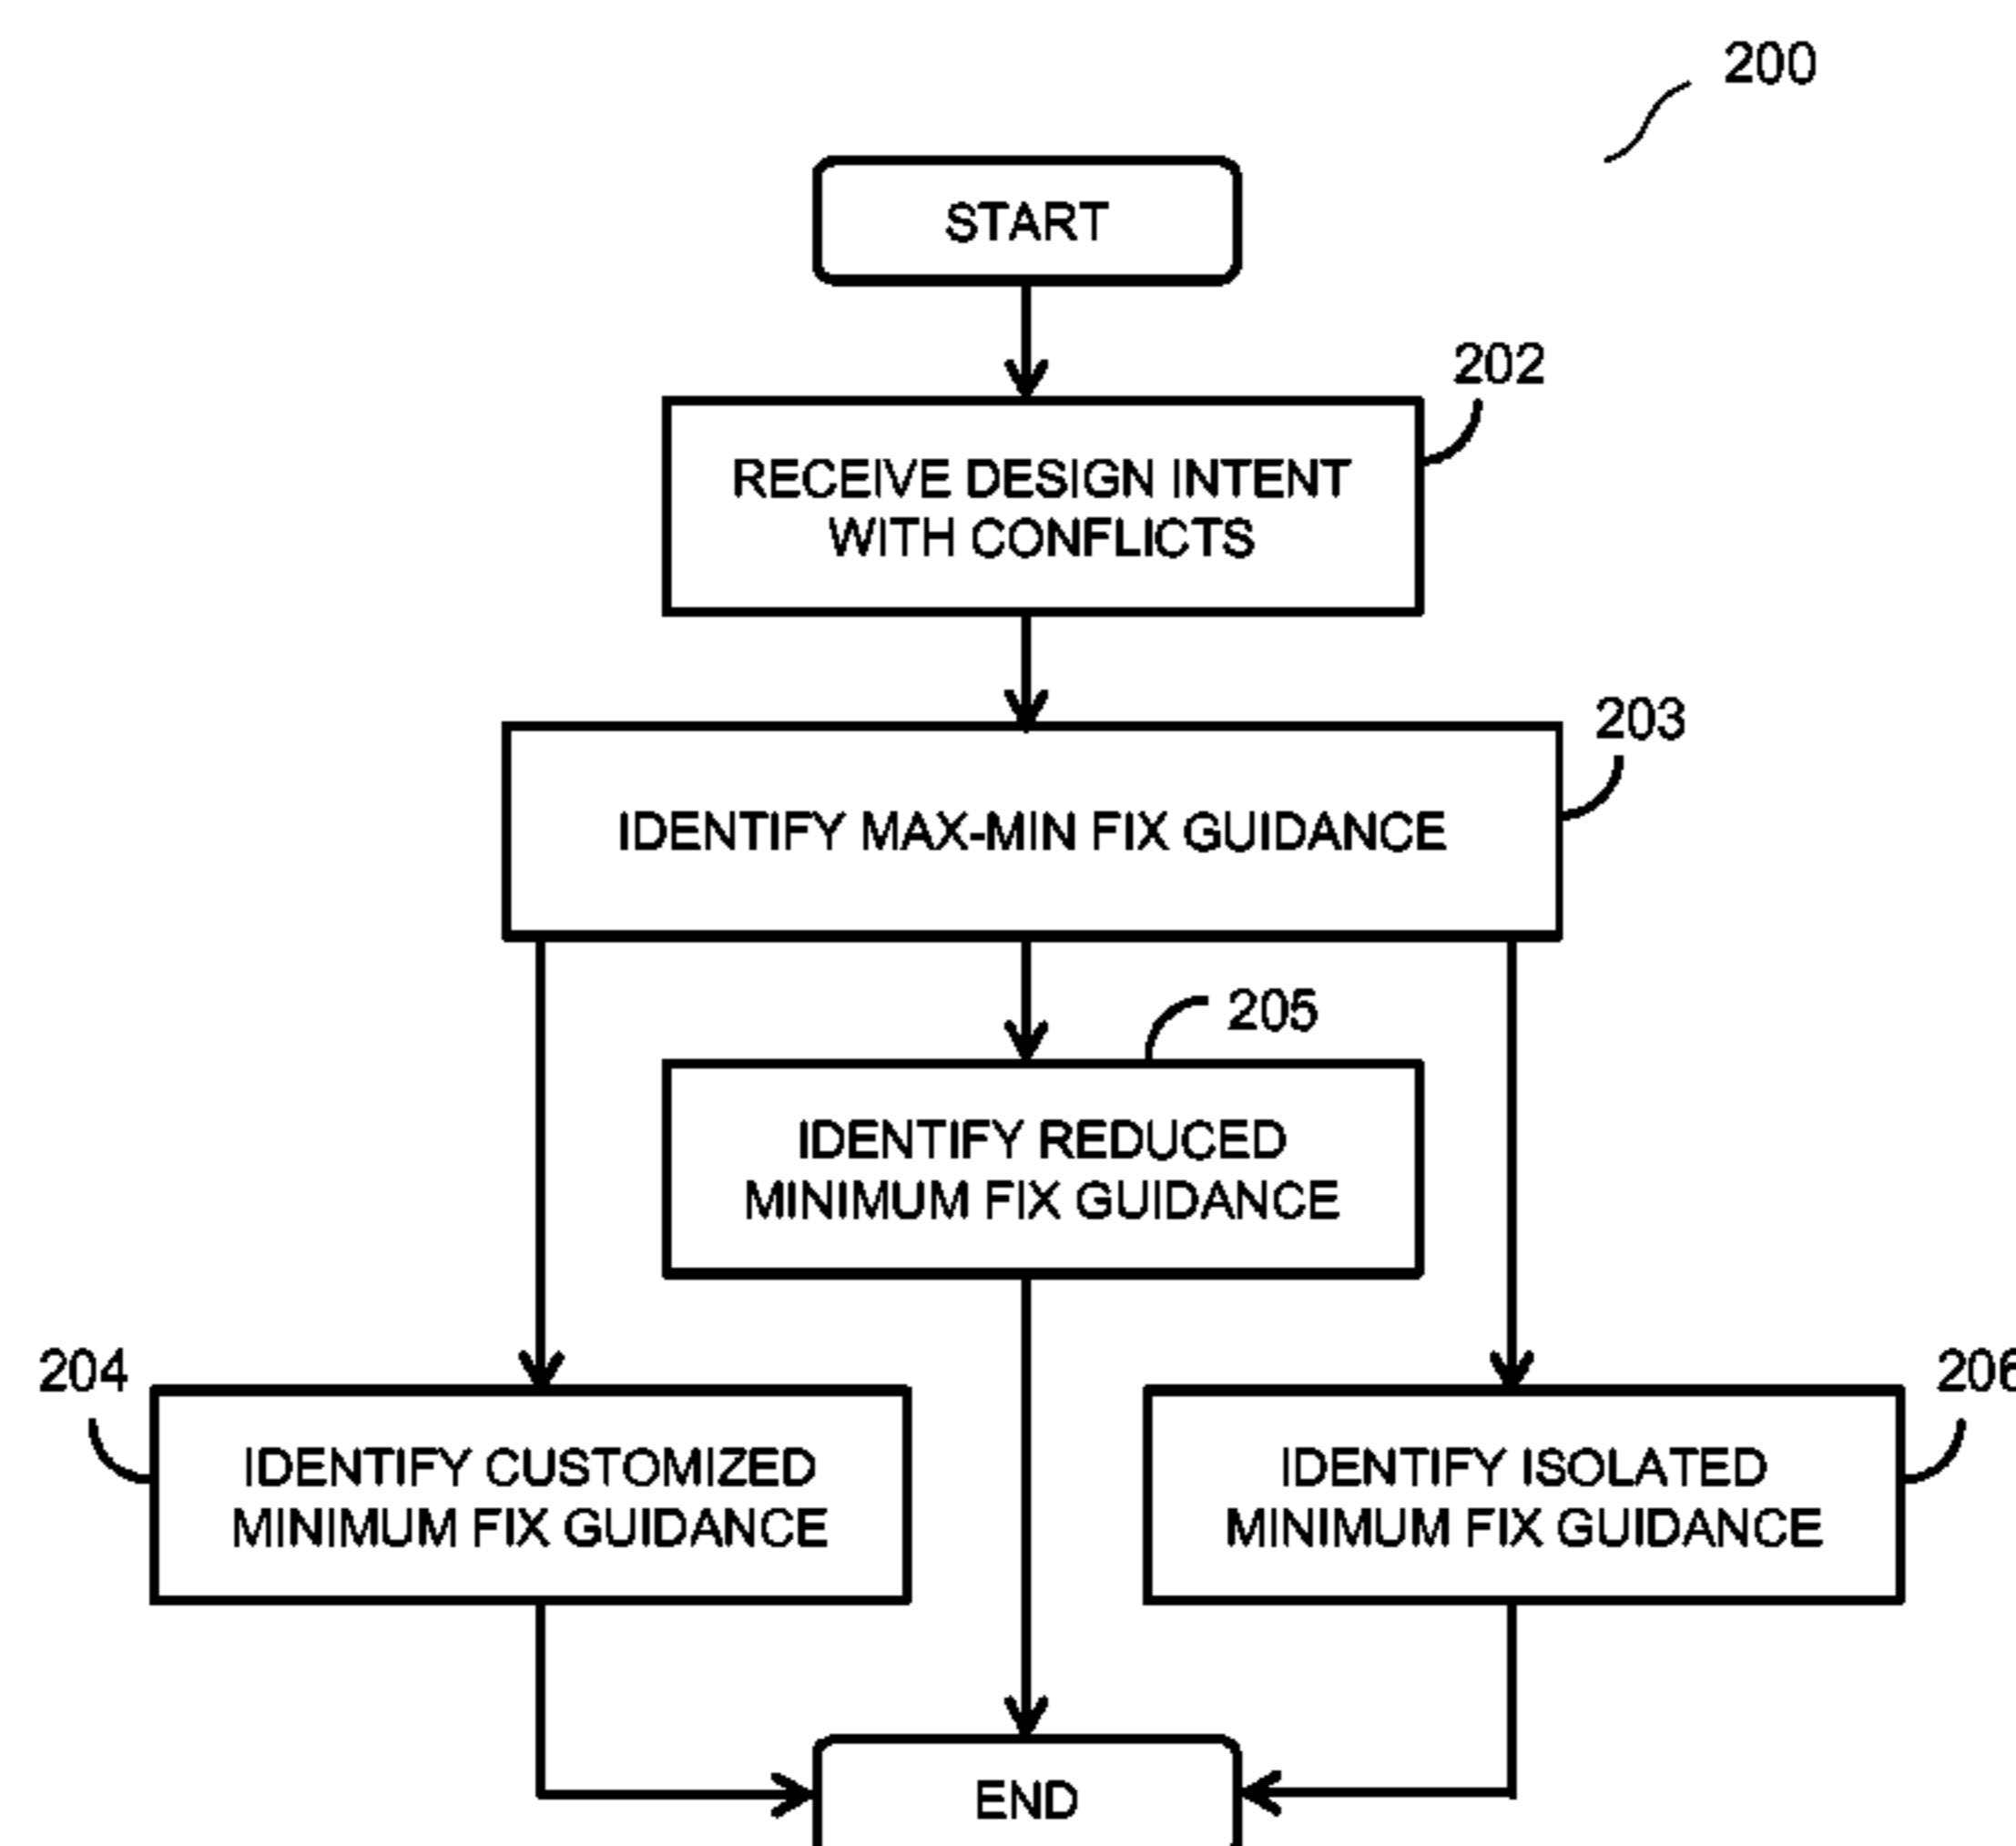 200
START
202
RECEIVE DESIGN INTENT
WITH CONFLICTS
203
IDENTIFY MAX-MIN FIX GUIDANCE
205
IDENTIFY REDUCED
MINIMUM FIX GUIDANCE
204
IDENTIFY CUSTOMIZED
MINIMUM FIX GUIDANCE
206
IDENTIFY ISOLATED
MINIMUM FIX GUIDANCE
END